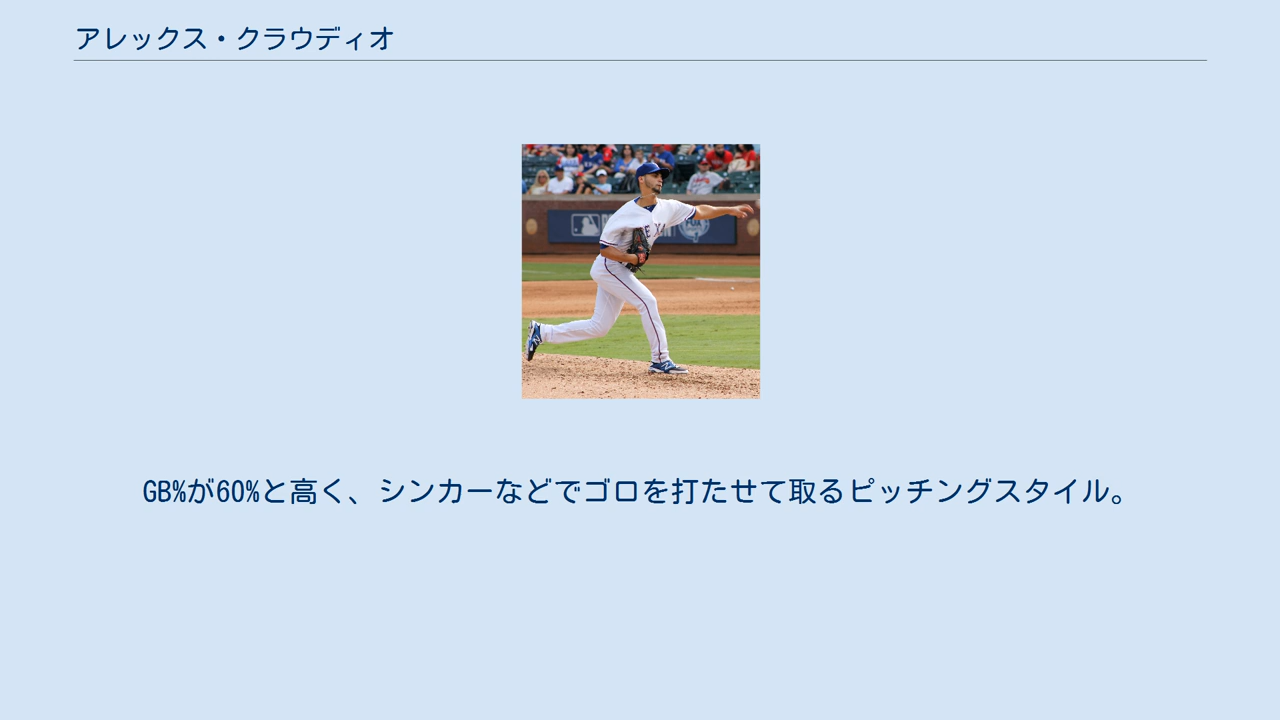 アレックス・クラウディオ
GB%が60%と高く、シンカーなどでゴロを打たせて取るピッチングスタイル。